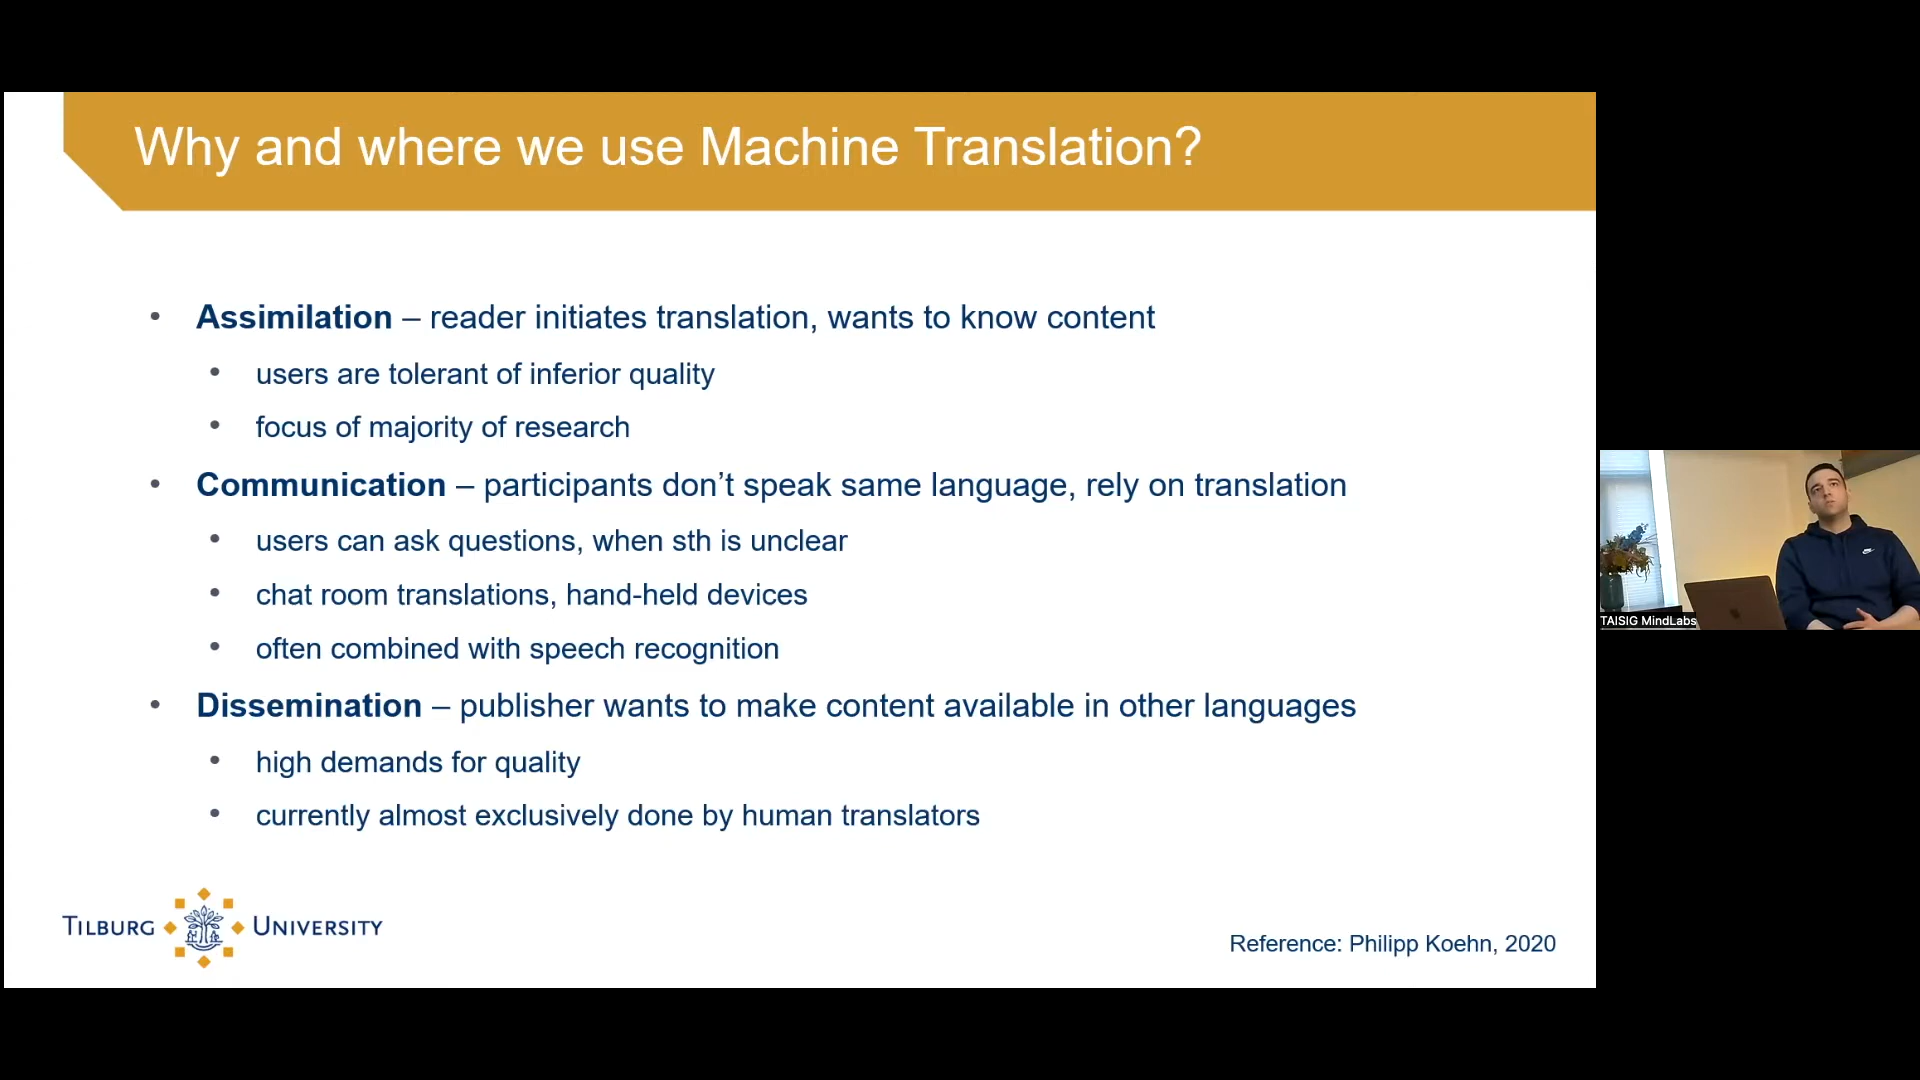 Why and where we use Machine Translation?
• Assimilation – reader initiates translation, wants to know content
• users are tolerant of inferior quality
• focus of majority of research
• Communication – participants don’t speak same language, rely on translation
• users can ask questions, when sth is unclear
• chat room translations, hand-held devices
• often combined with speech recognition
• Dissemination – publisher wants to make content available in other languages
• high demands for quality
• currently almost exclusively done by human translators
TILBURG UNIVERSITY
Reference: Philipp Koehn, 2020
TAISIG MindLabs